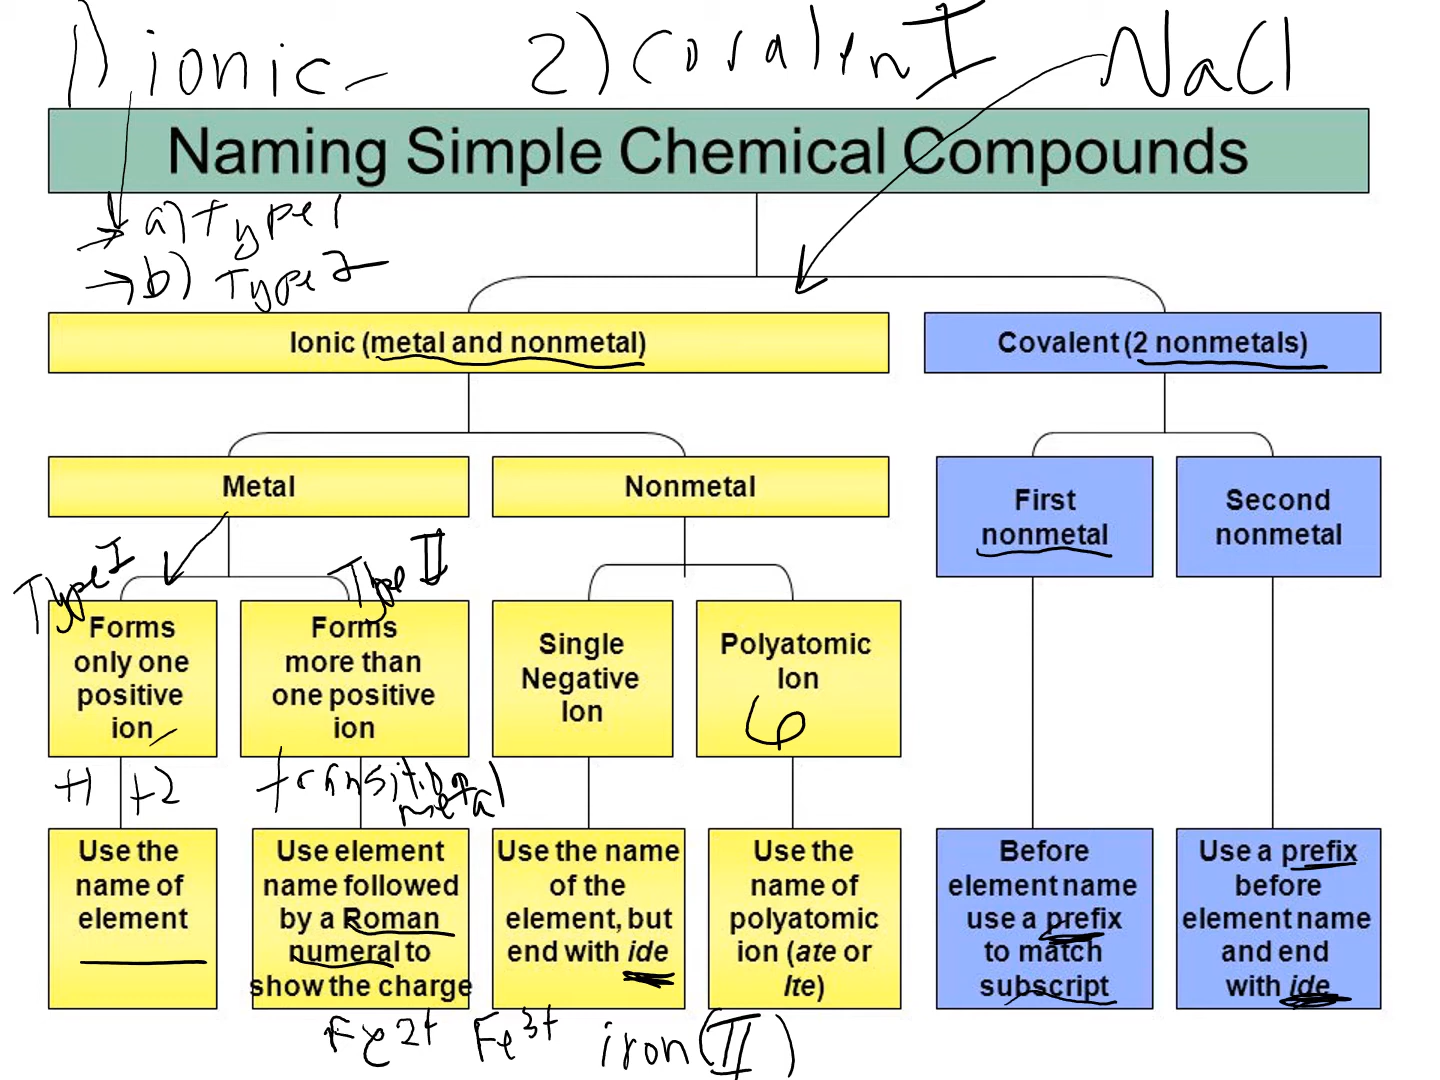 1) ionic 2) covalenI NaCl
Naming Simple Chemical Compounds
a) type 1
b) Type 2
Ionic (metal and nonmetal)
Covalent (2 nonmetals)
Metal
Nonmetal
First
nonmetal
Second
nonmetal
Type I
Type II
Forms
only one
positive
ion
Forms
more than
one positive
ion
Single
Negative
Ion
Polyatomic
Ion
+1 +2
transition
metal
Use the
name of
element
Use element
name followed
by a Roman
numeral to
show the charge
Use the name
of the
element, but
end with ide
Use the
name of
polyatomic
ion (ate or
Ite)
Before
element name
use a prefix
to match
subscript
Use a prefix
before
element name
and end
with ide
Fe2+ Fe3+ iron (II)